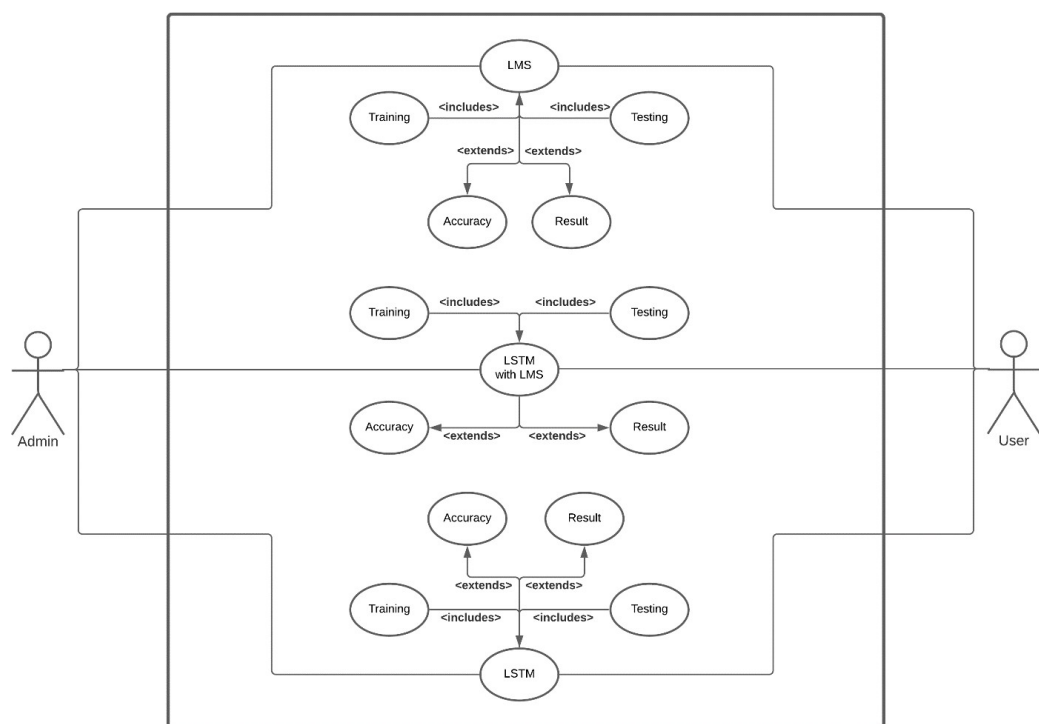 LMS
Training
<includes>
<includes>
Testing
<extends>
<extends>
Accuracy
Result
Training
<includes>
<includes>
Testing
LSTM
with LMS
Accuracy
<extends>
<extends>
Result
Admin
User
Accuracy
Result
<extends>
<extends>
Training
<includes>
<includes>
Testing
LSTM